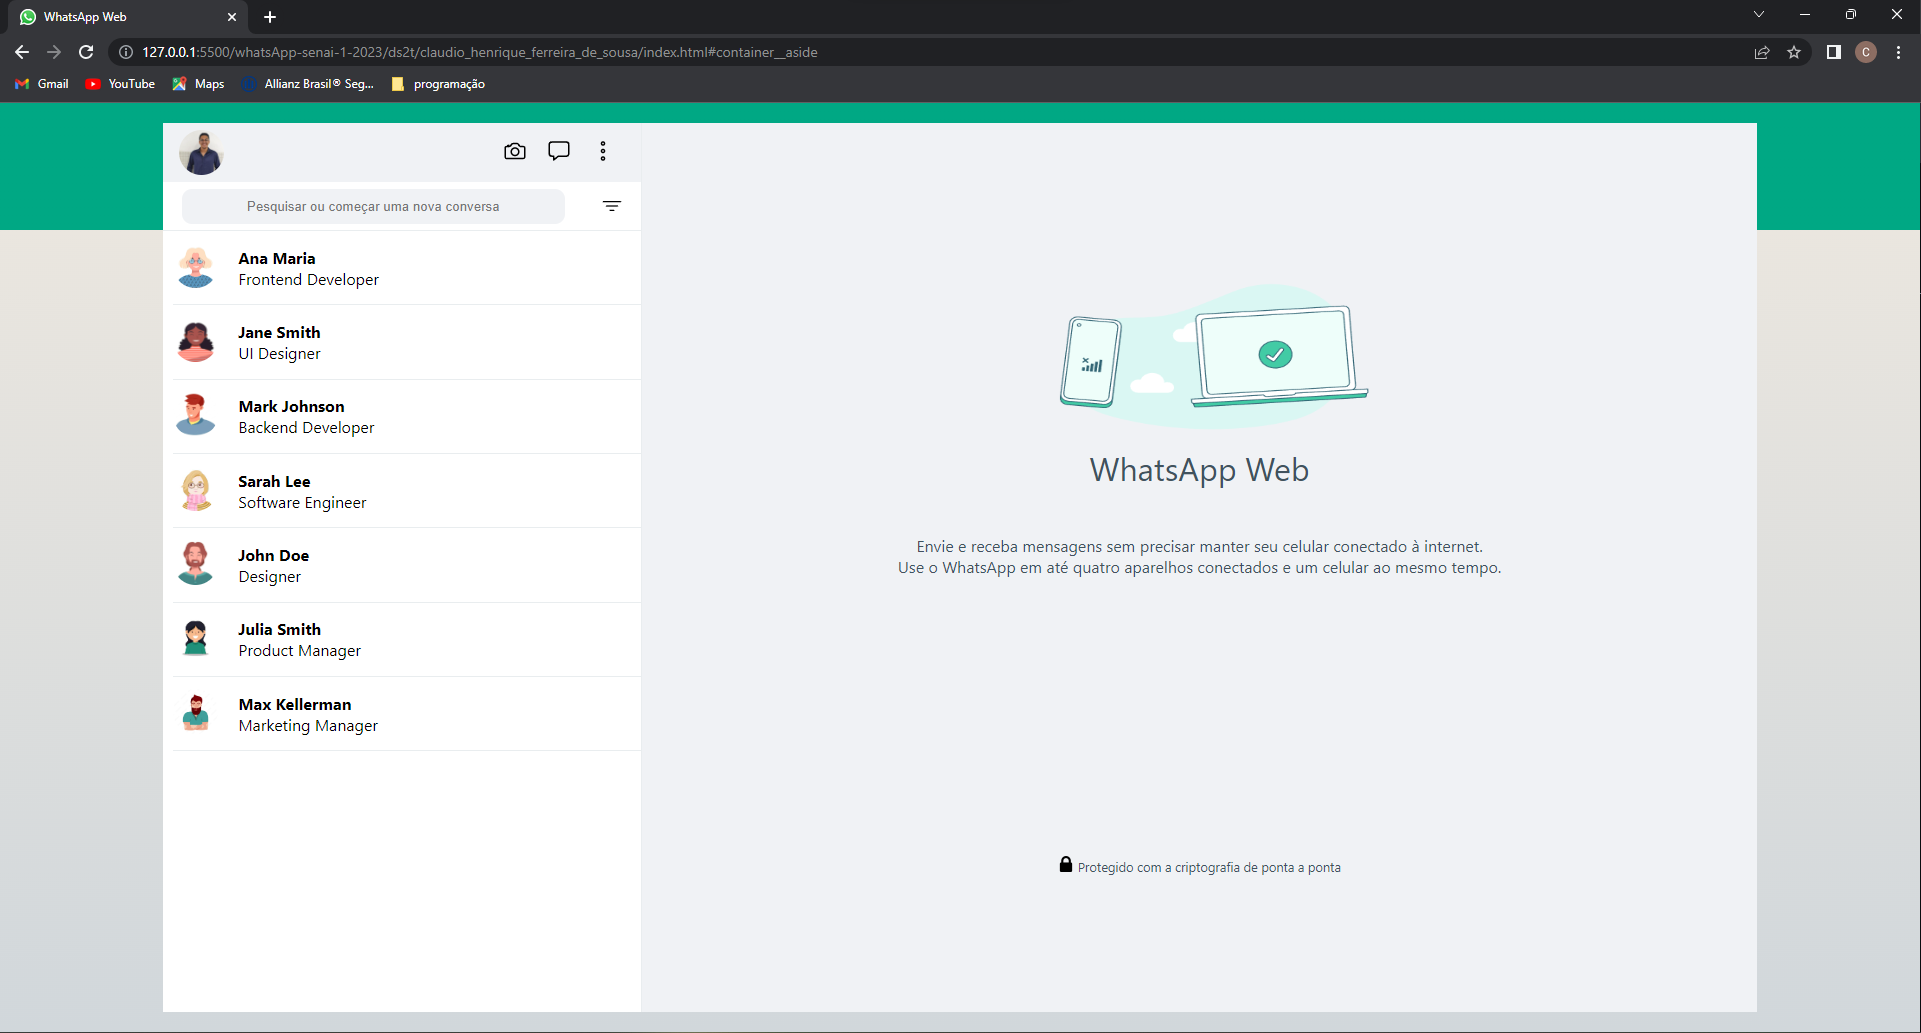 WhatsApp Web
127.0.0.1:5500/whatsApp-senai-1-2023/ds2t/claudio_henrique_ferreira_de_sousa/index.html#container__aside
C
Gmail YouTube Maps Allianz Brasil® Seg... programação
Pesquisar ou começar uma nova conversa
Ana Maria
Frontend Developer
Jane Smith
UI Designer
Mark Johnson
Backend Developer
Sarah Lee
Software Engineer
John Doe
Designer
Julia Smith
Product Manager
Max Kellerman
Marketing Manager
WhatsApp Web
Envie e receba mensagens sem precisar manter seu celular conectado à internet.
Use o WhatsApp em até quatro aparelhos conectados e um celular ao mesmo tempo.
Protegido com a criptografia de ponta a ponta